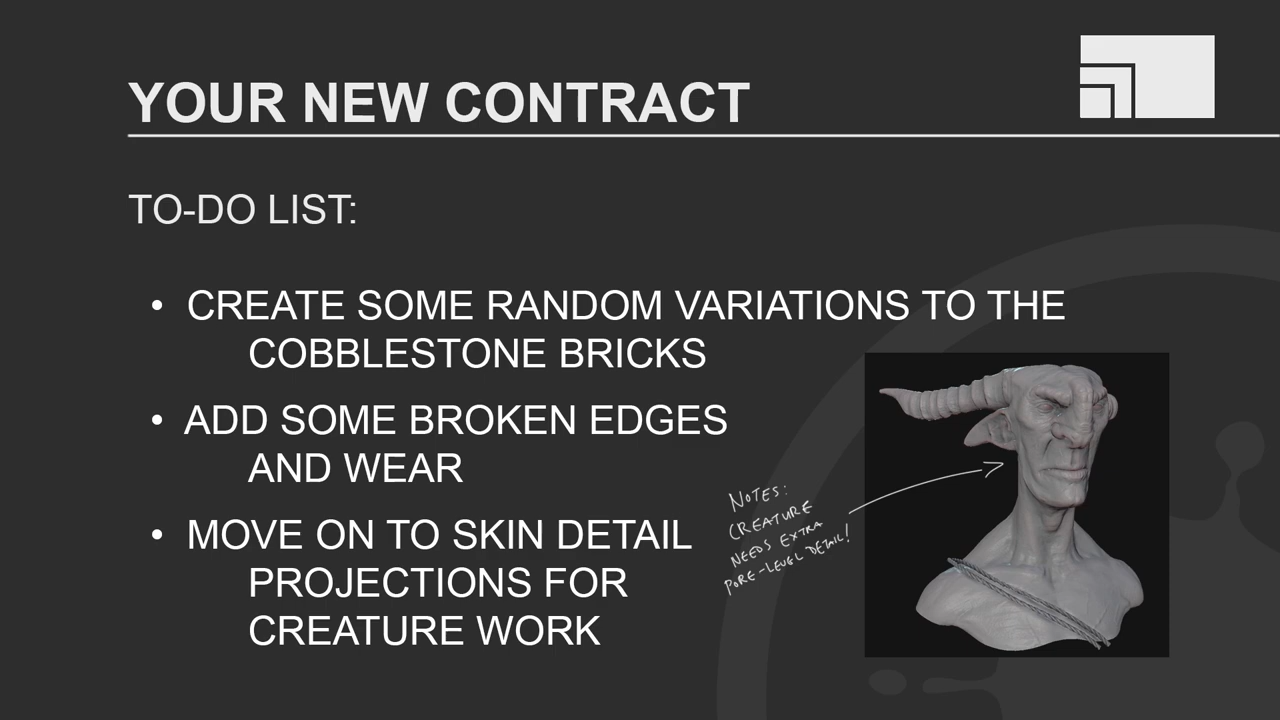 YOUR NEW CONTRACT
TO-DO LIST:
• CREATE SOME RANDOM VARIATIONS TO THE
COBBLESTONE BRICKS
• ADD SOME BROKEN EDGES
AND WEAR
• MOVE ON TO SKIN DETAIL
PROJECTIONS FOR
CREATURE WORK
NOTES:
CREATURE
NEEDS EXTRA
PORE-LEVEL DETAIL!